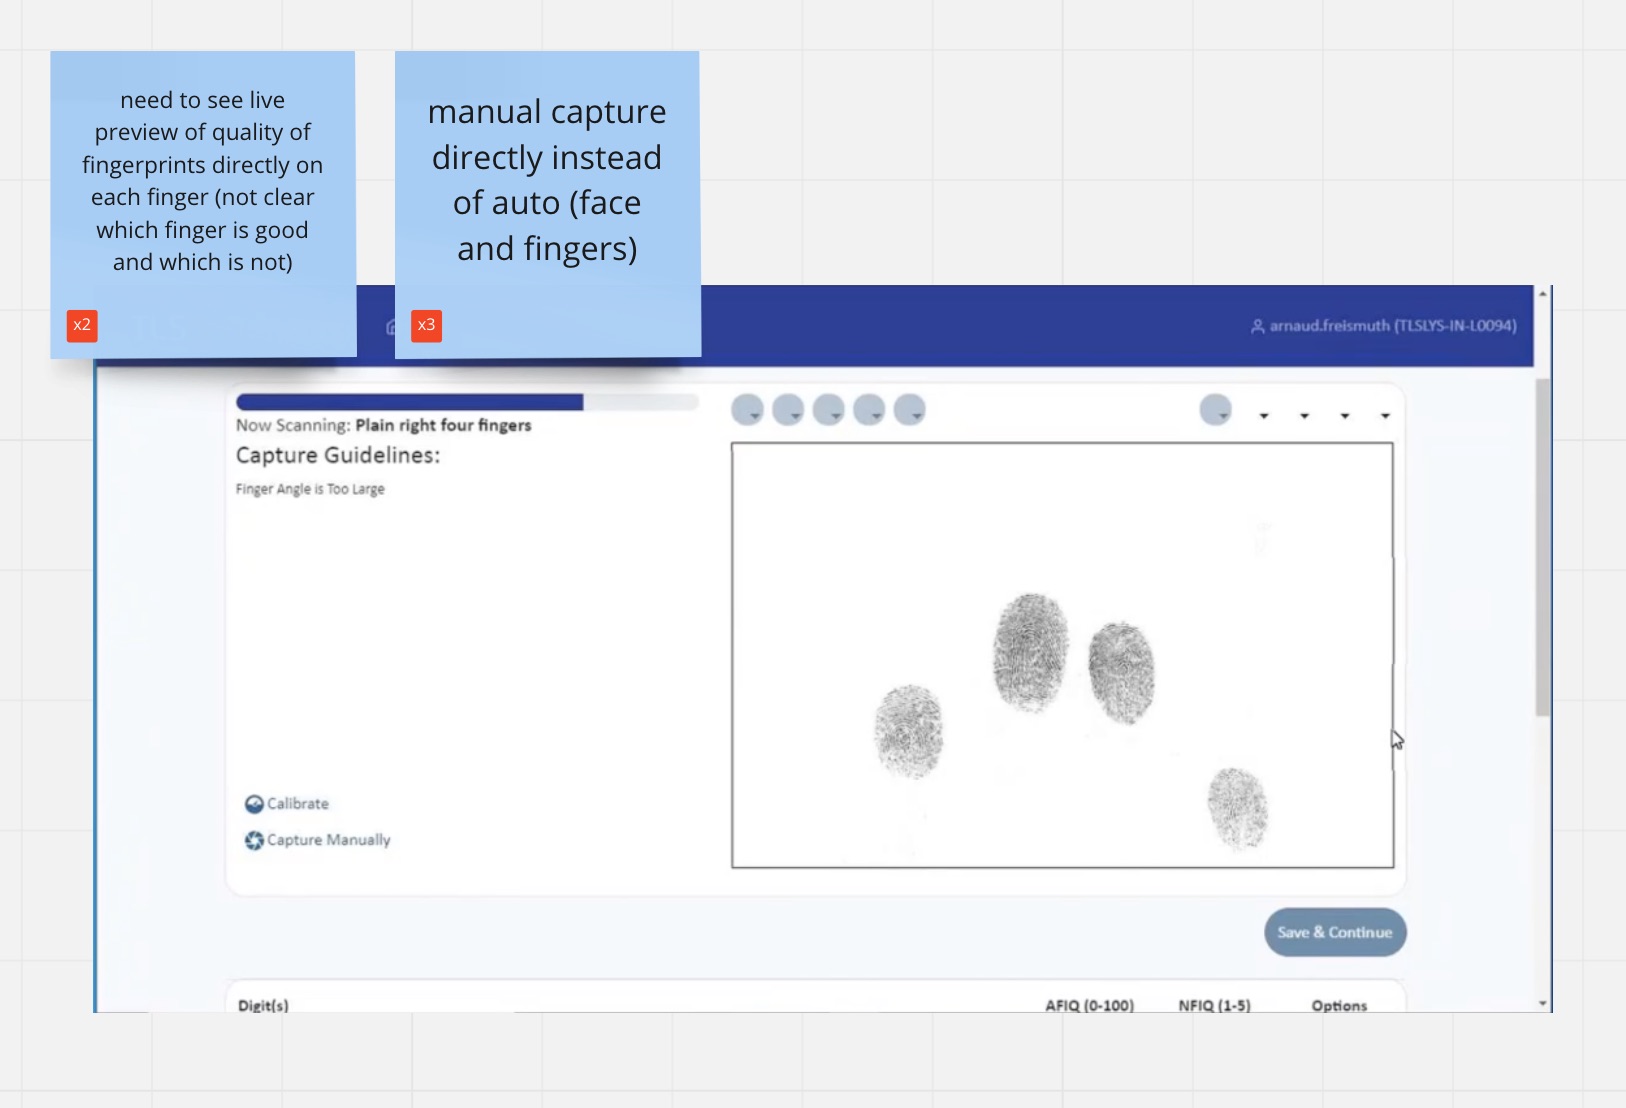 need to see live
preview of quality of
fingerprints directly on
each finger (not clear
which finger is good
and which is not)
x2
manual capture
directly instead
of auto (face
and fingers)
x3
arnaud.freismuth (TLSLYS-IN-L0094)
Now Scanning: Plain right four fingers
Capture Guidelines:
Finger Angle is Too Large
Calibrate
Capture Manually
Save & Continue
Digit(s) AFIQ (0-100) NFIQ (1-5) Options